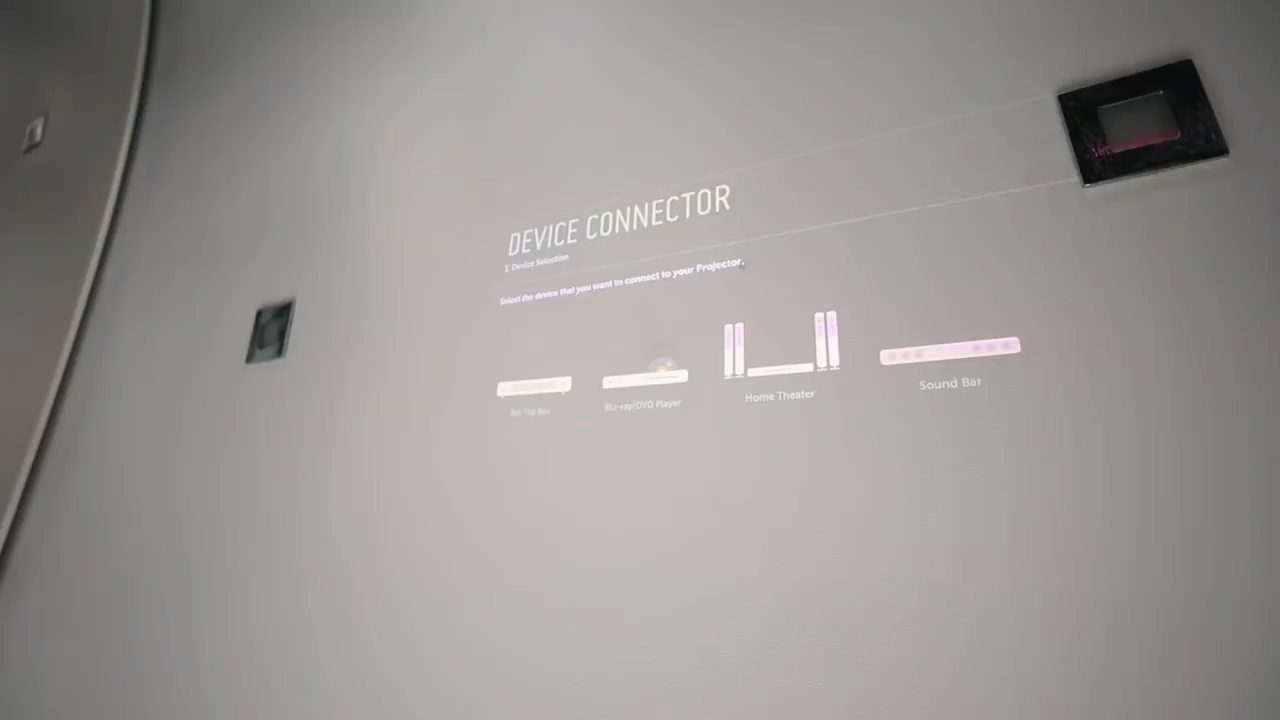 DEVICE CONNECTOR
1. Device Selection
Select the device that you want to connect to your Projector.
Set-Top Box
Blu-ray/DVD Player
Home Theater
Sound Bar